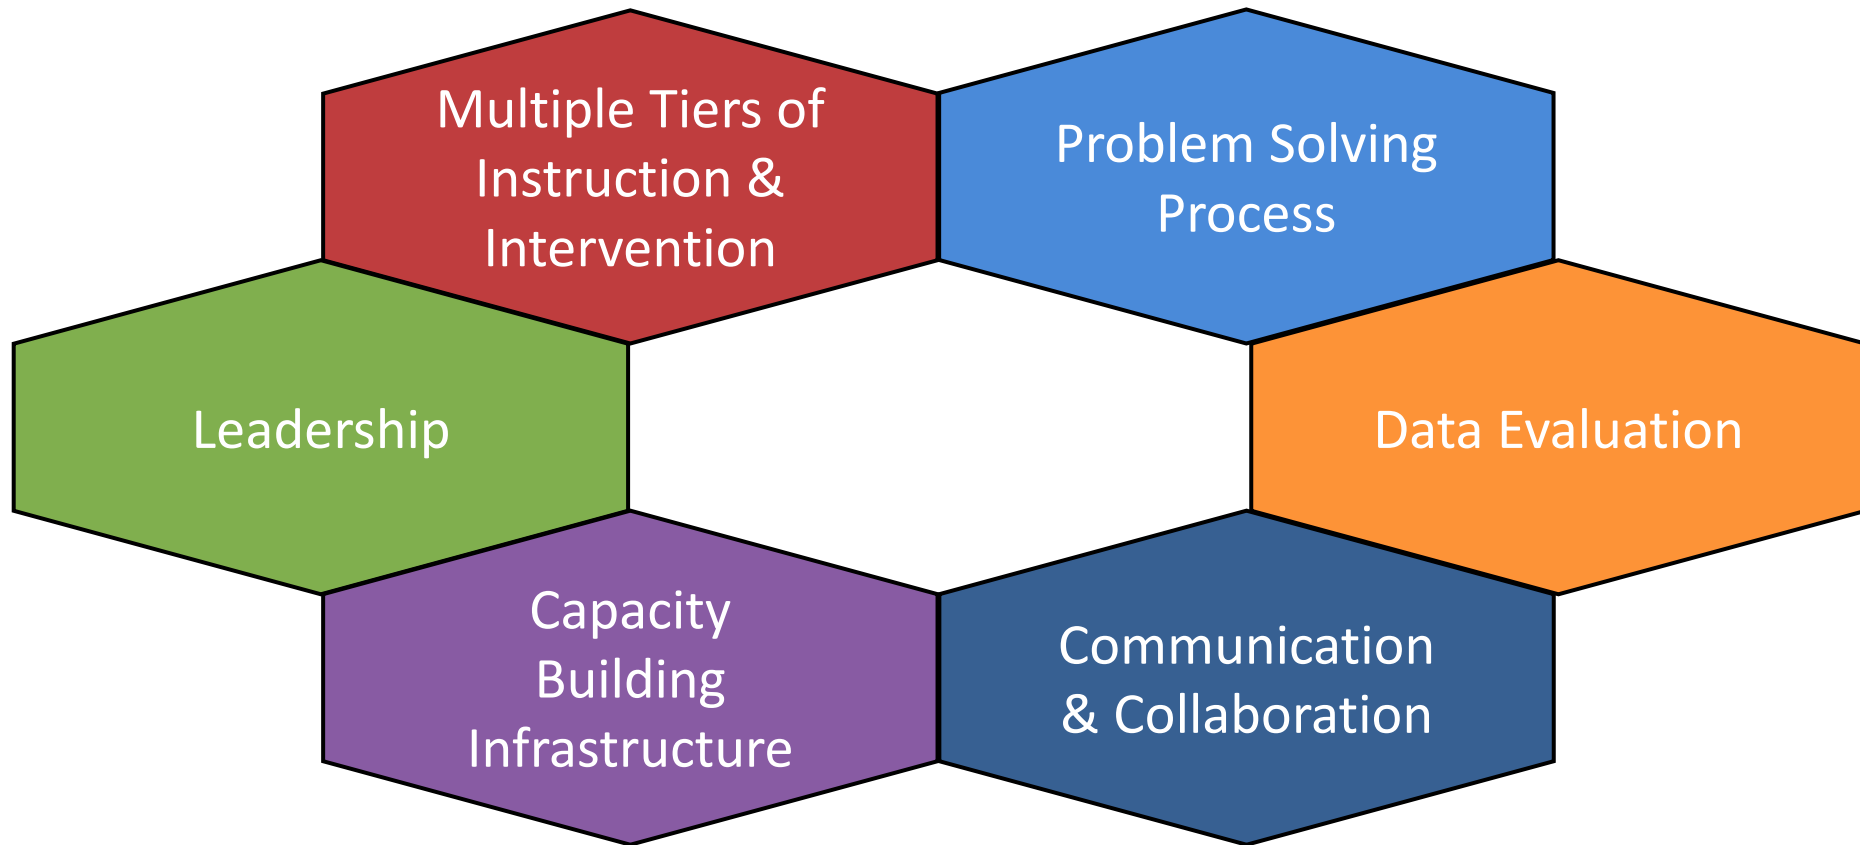 Multiple Tiers of
Instruction &
Intervention
Problem Solving
Process
Leadership
Data Evaluation
Capacity
Building
Infrastructure
Communication
& Collaboration